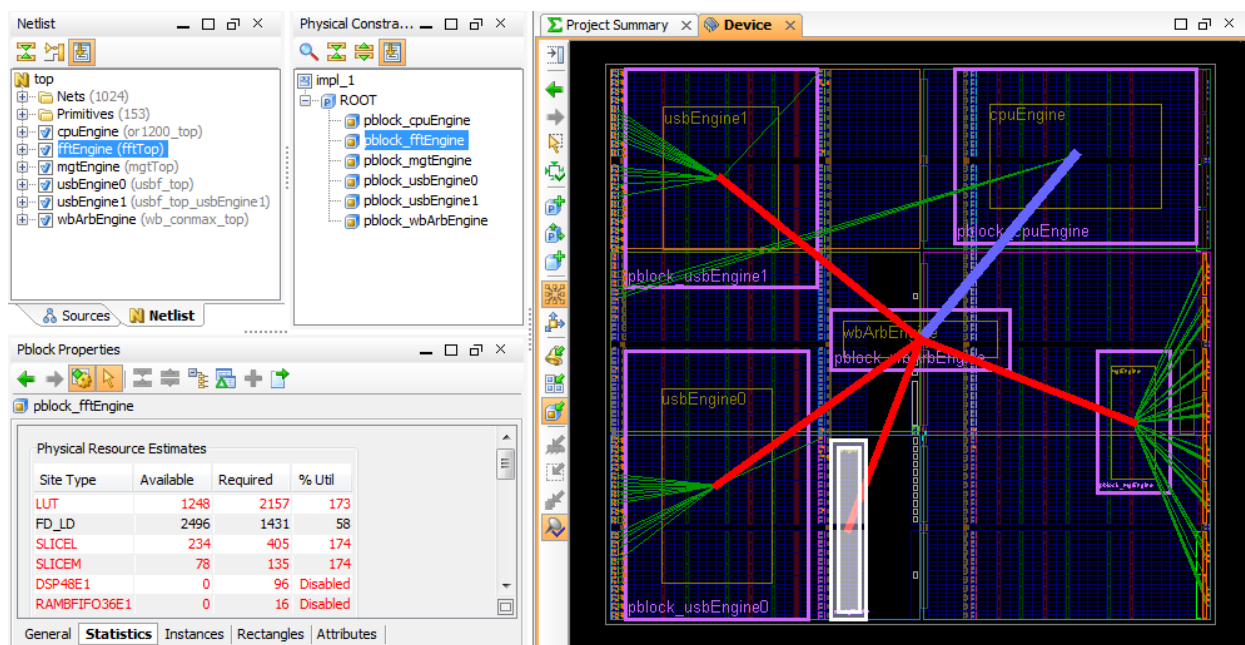 Netlist
top
Nets (1024)
Primitives (153)
cpuEngine (or1200_top)
fftEngine (fftTop)
mgtEngine (mgtTop)
usbEngine0 (usbf_top)
usbEngine1 (usbf_top_usbEngine1)
wbArbEngine (wb_conmax_top)
Sources
Netlist
Physical Constra...
impl_1
ROOT
pblock_cpuEngine
pblock_fftEngine
pblock_mgtEngine
pblock_usbEngine0
pblock_usbEngine1
pblock_wbArbEngine
Pblock Properties
pblock_fftEngine
Physical Resource Estimates
Site Type Available Required % Util
LUT 1248 2157 173
FD_LD 2496 1431 58
SLICEL 234 405 174
SLICEM 78 135 174
DSP48E1 0 96 Disabled
RAMBFIFO36E1 0 16 Disabled
General Statistics Instances Rectangles Attributes
Project Summary
Device
usbEngine1
cpuEngine
pblock_cpuEngine
pblock_usbEngine1
wbArbEngine
pblock_wbArbEngine
mgtEngine
usbEngine0
pblock_mgtEngine
pblock_usbEngine0